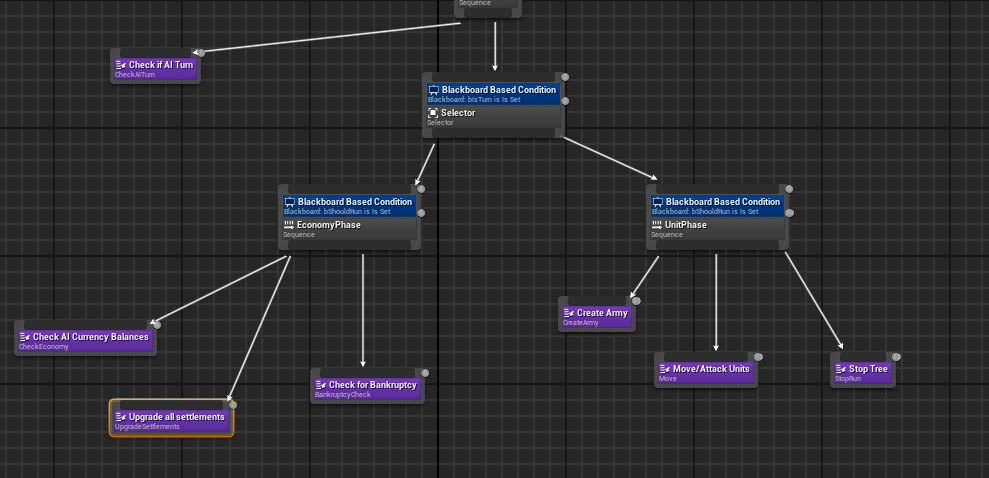 Sequence
Check if AI Turn
CheckAITurn
Blackboard Based Condition
Blackboard: bIsTurn is Is Set
Selector
Selector
Blackboard Based Condition
Blackboard: bShouldRun is Is Set
EconomyPhase
Sequence
Blackboard Based Condition
Blackboard: bShouldRun is Is Set
UnitPhase
Sequence
Create Army
CreateArmy
Check AI Currency Balances
CheckEconomy
Move/Attack Units
Move
Stop Tree
StopRun
Check for Bankruptcy
BankruptcyCheck
Upgrade all settlements
UpgradeSettlements